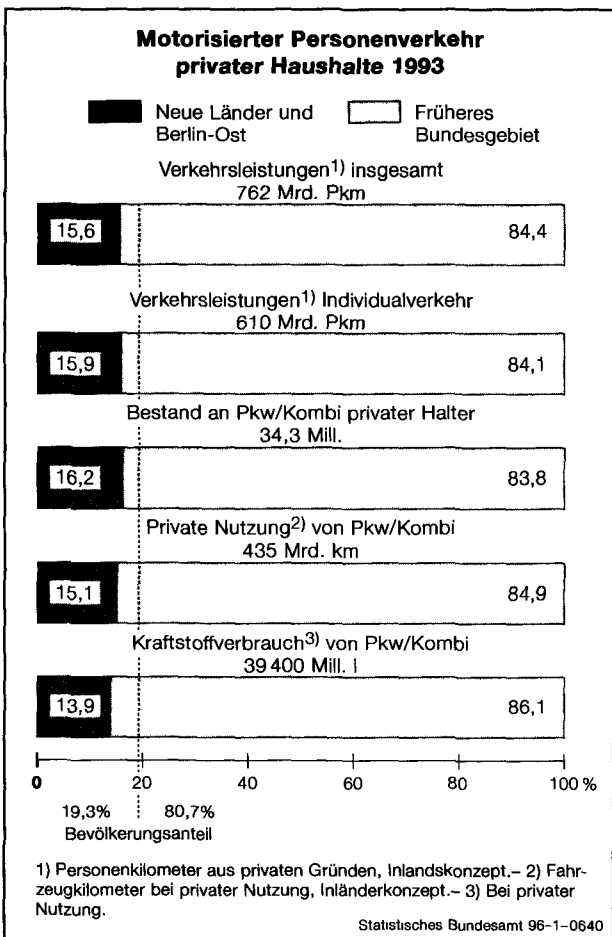 Motorisierter Personenverkehr
privater Haushalte 1993
Neue Länder und
Berlin-Ost
Früheres
Bundesgebiet
Verkehrsleistungen1) insgesamt
762 Mrd. Pkm
15,6 84,4
Verkehrsleistungen1) Individualverkehr
610 Mrd. Pkm
15,9 84,1
Bestand an Pkw/Kombi privater Halter
34,3 Mill.
16,2 83,8
Private Nutzung2) von Pkw/Kombi
435 Mrd. km
15,1 84,9
Kraftstoffverbrauch3) von Pkw/Kombi
39 400 Mill. l
13,9 86,1
0 20 40 60 80 100 %
19,3% 80,7%
Bevölkerungsanteil
1) Personenkilometer aus privaten Gründen, Inlandskonzept.– 2) Fahr-
zeugkilometer bei privater Nutzung, Inländerkonzept.– 3) Bei privater
Nutzung.
Statistisches Bundesamt 96-1-0640